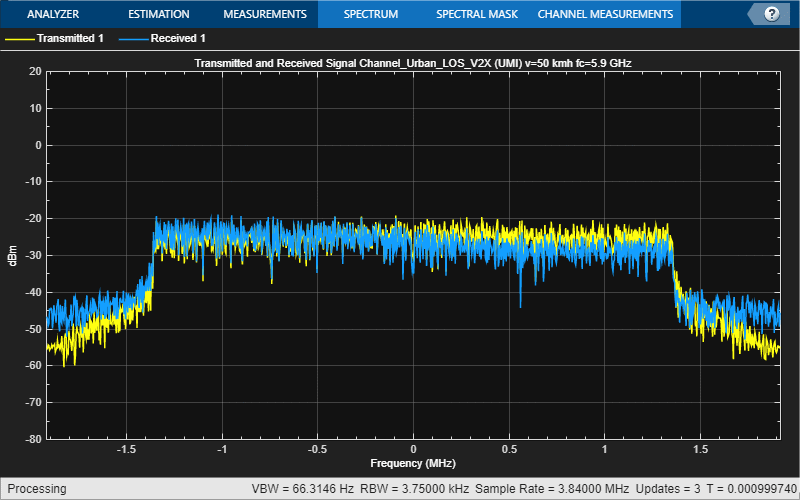 ANALYZER ESTIMATION MEASUREMENTS SPECTRUM SPECTRAL MASK CHANNEL MEASUREMENTS ?
Transmitted 1 Received 1
Transmitted and Received Signal Channel_Urban_LOS_V2X (UMI) v=50 kmh fc=5.9 GHz
20
10
0
-10
-20
-30
-40
-50
-60
-70
-80
dBm
-1.5 -1 -0.5 0 0.5 1 1.5
Frequency (MHz)
Processing VBW = 66.3146 Hz RBW = 3.75000 kHz Sample Rate = 3.84000 MHz Updates = 3 T = 0.000999740